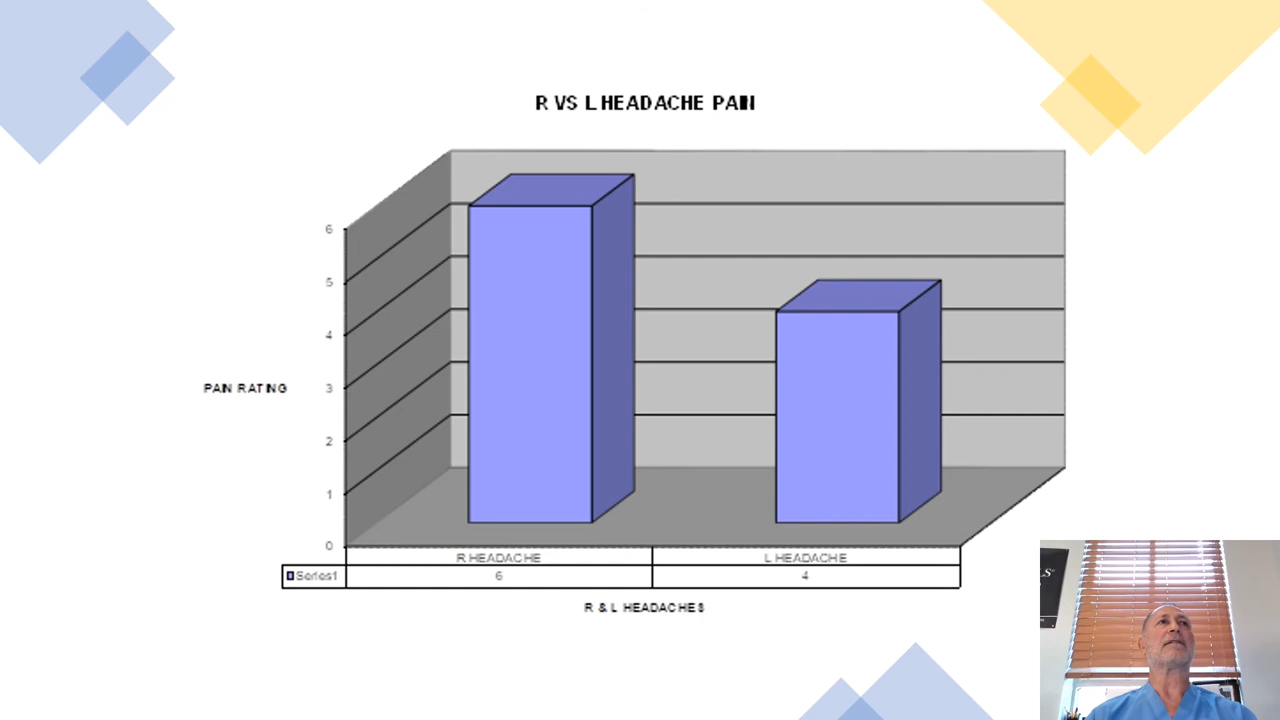 R VS L HEADACHE PAIN
6
5
4
PAIN RATING
3
2
1
0
R HEADACHE L HEADACHE
Series1 6 4
R & L HEADACHES